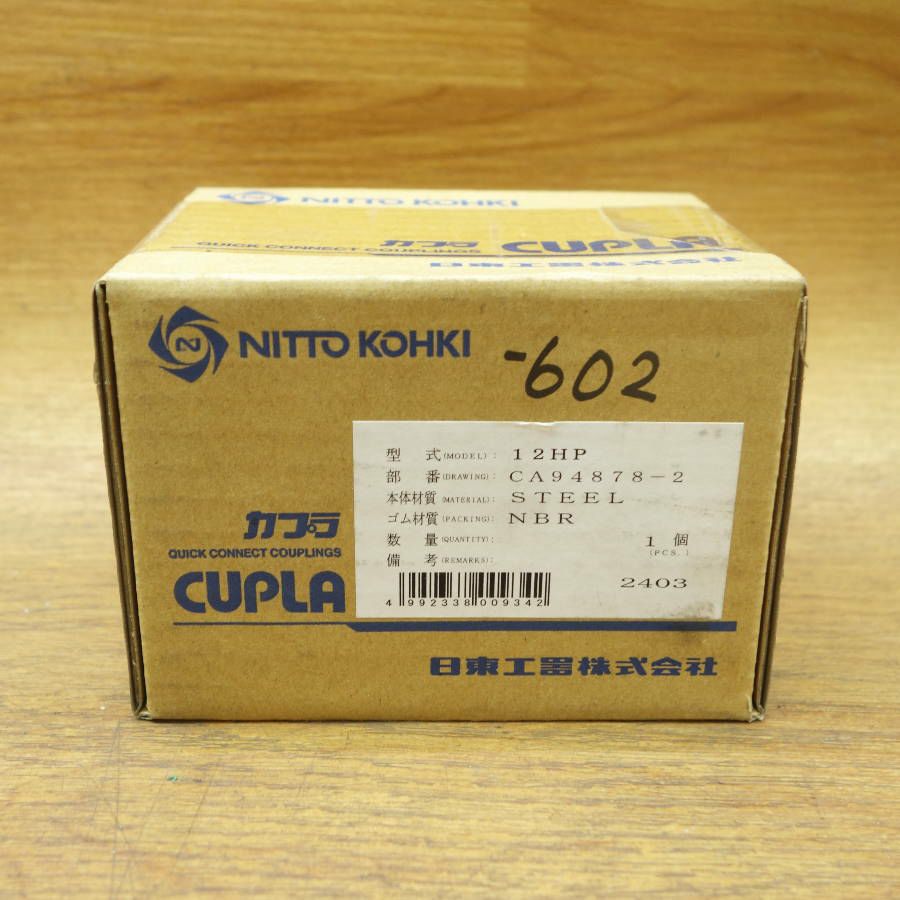 NITTO KOHKI
カプラ CUPLA
QUICK CONNECT COUPLINGS
日東工器株式会社
NITTO KOHKI
-602
型 式(MODEL): 12HP
部 番(DRAWING): CA94878-2
本体材質(MATERIAL): STEEL
ゴム材質(PACKING): NBR
数 量(QUANTITY): 1 個
(PCS.)
備 考(REMARKS):
2403
4 992338 009342
カプラ
QUICK CONNECT COUPLINGS
CUPLA
日東工器株式会社